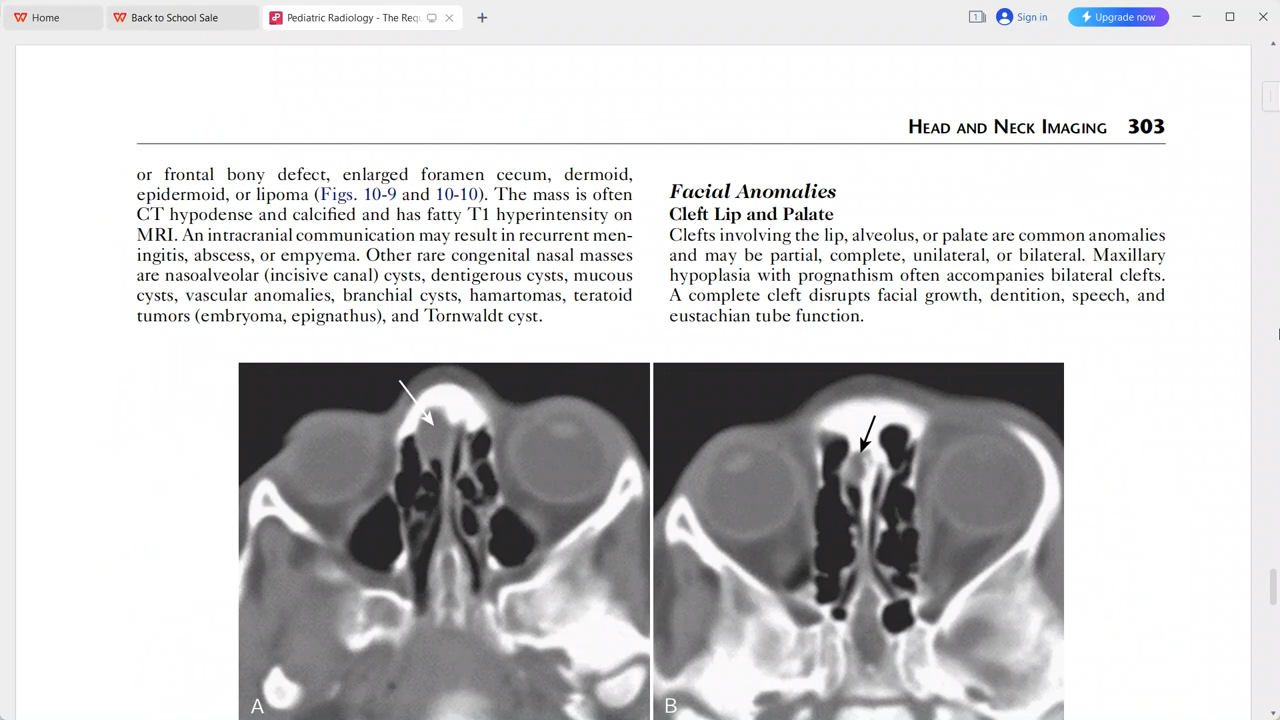 Home
Back to School Sale
Pediatric Radiology - The Req
Sign in
Upgrade now
HEAD AND NECK IMAGING 303
or frontal bony defect, enlarged foramen cecum, dermoid,
epidermoid, or lipoma (Figs. 10-9 and 10-10). The mass is often
CT hypodense and calcified and has fatty T1 hyperintensity on
MRI. An intracranial communication may result in recurrent men-
ingitis, abscess, or empyema. Other rare congenital nasal masses
are nasoalveolar (incisive canal) cysts, dentigerous cysts, mucous
cysts, vascular anomalies, branchial cysts, hamartomas, teratoid
tumors (embryoma, epignathus), and Tornwaldt cyst.
Facial Anomalies
Cleft Lip and Palate
Clefts involving the lip, alveolus, or palate are common anomalies
and may be partial, complete, unilateral, or bilateral. Maxillary
hypoplasia with prognathism often accompanies bilateral clefts.
A complete cleft disrupts facial growth, dentition, speech, and
eustachian tube function.
A
B